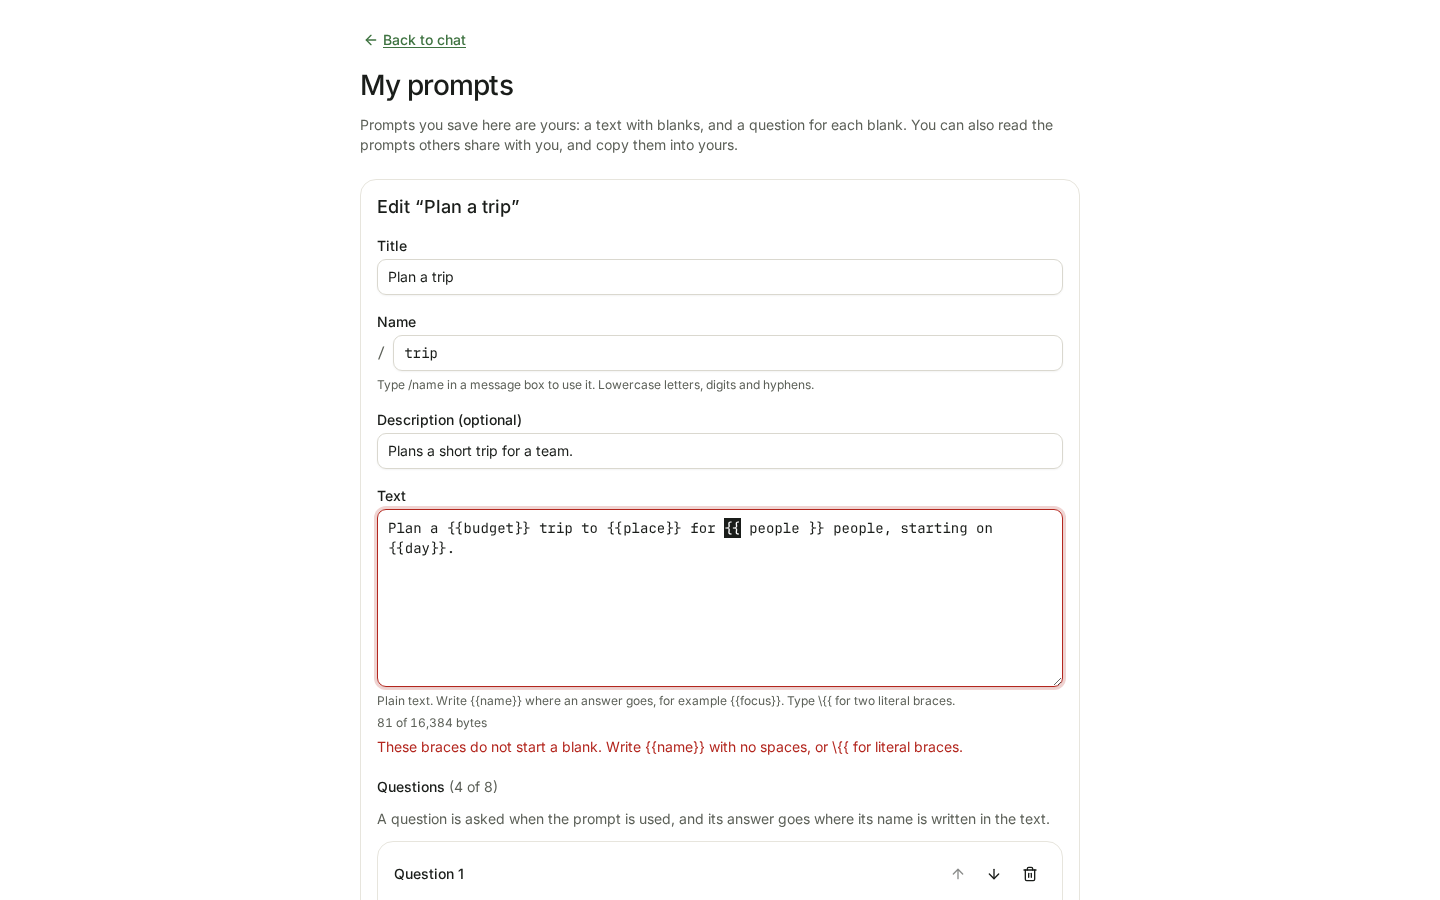 Back to chat
My prompts
Prompts you save here are yours: a text with blanks, and a question for each blank. You can also read the
prompts others share with you, and copy them into yours.
Edit “Plan a trip”
Title
Plan a trip
Name
/ trip
Type /name in a message box to use it. Lowercase letters, digits and hyphens.
Description (optional)
Plans a short trip for a team.
Text
Plan a {{budget}} trip to {{place}} for {{ people }} people, starting on
{{day}}.
Plain text. Write {{name}} where an answer goes, for example {{focus}}. Type \{{ for two literal braces.
81 of 16,384 bytes
These braces do not start a blank. Write {{name}} with no spaces, or \{{ for literal braces.
Questions (4 of 8)
A question is asked when the prompt is used, and its answer goes where its name is written in the text.
Question 1